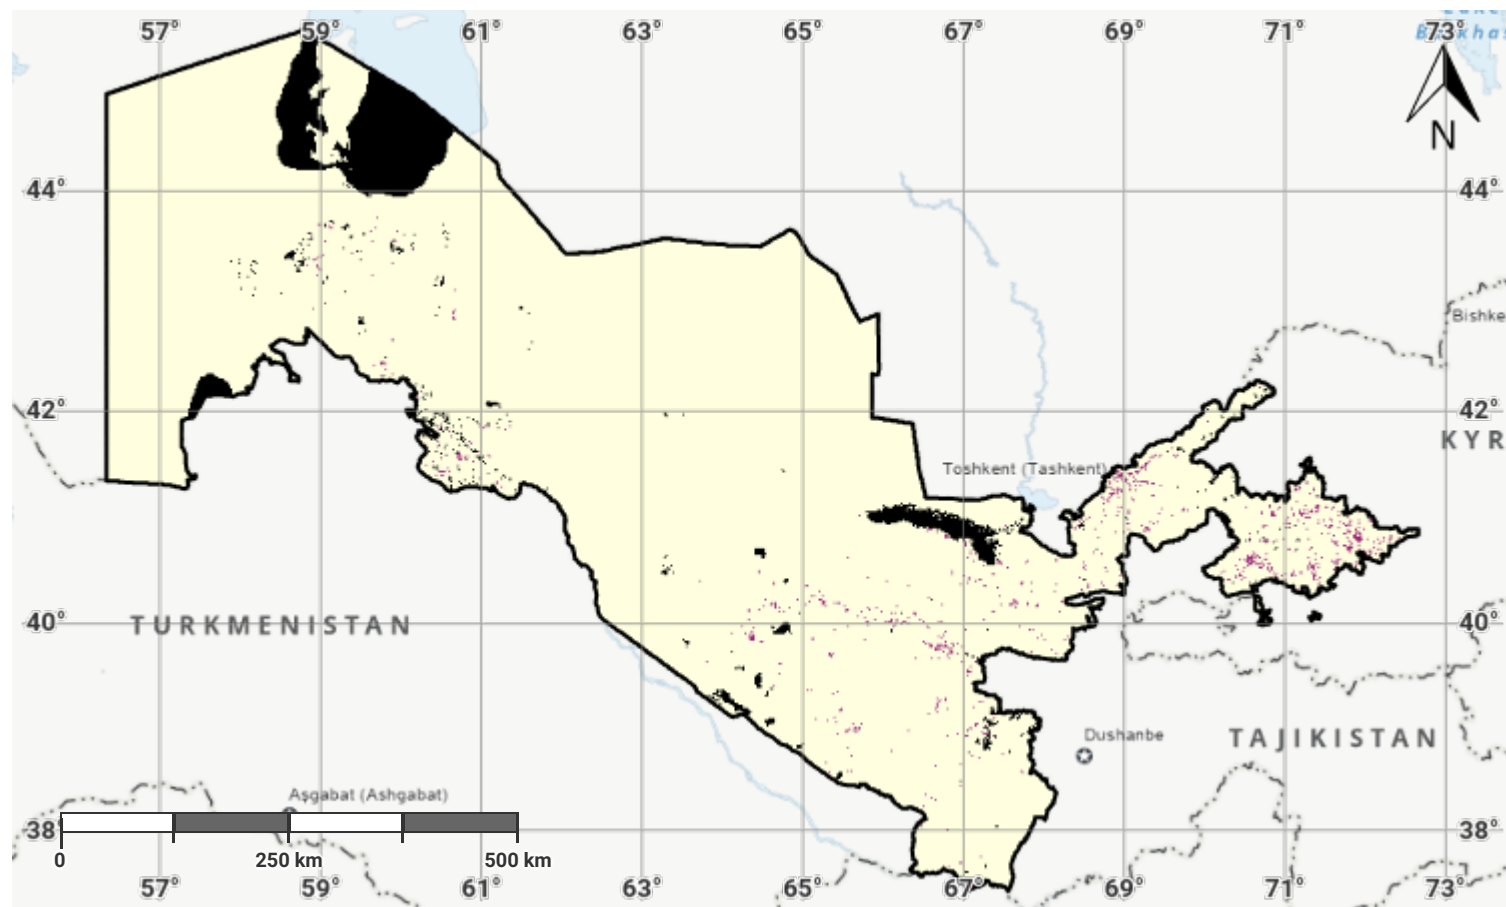 57° 59° 61° 63° 65° 67° 69° 71° 73°
N
44° 44°
Bishke
42° 42°
KYR
Toshkent (Tashkent)
40° 40°
TURKMENISTAN
Dushanbe
TAJIKISTAN
Aşgabat (Ashgabat)
38° 38°
0 250 km 500 km
57° 59° 61° 63° 65° 67° 69° 71° 73°